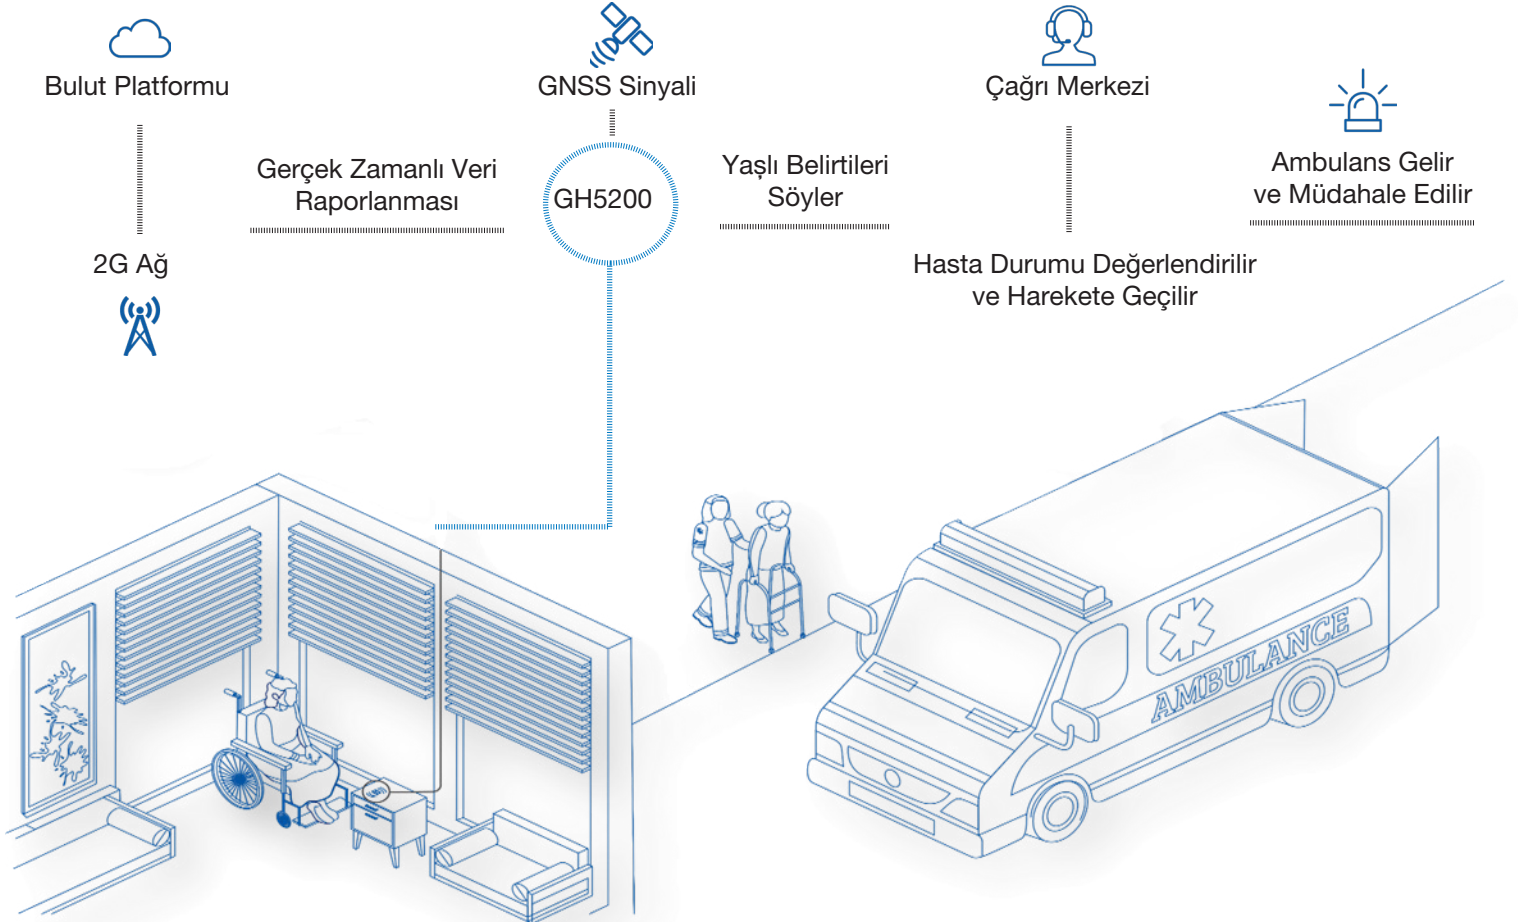 Bulut Platformu
GNSS Sinyali
Çağrı Merkezi
Gerçek Zamanlı Veri
Raporlanması
GH5200
Yaşlı Belirtileri
Söyler
Ambulans Gelir
ve Müdahale Edilir
2G Ağ
Hasta Durumu Değerlendirilir
ve Harekete Geçilir
AMBULANCE